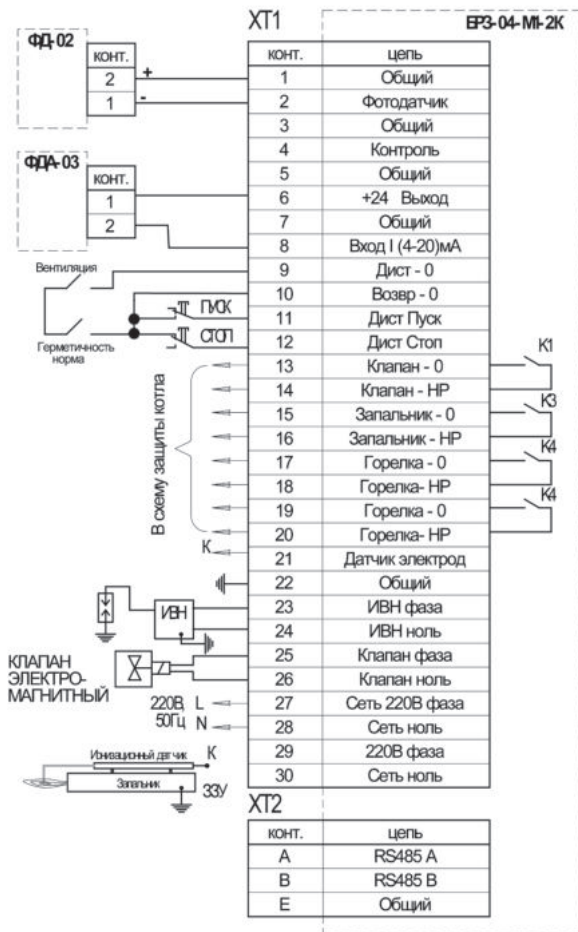 ХТ1
БРЗ-04-М1-2К
ФД-02
конт.
2 +
1 -
ФДА-03
конт.
1
2
Вентиляция
Герметичность
норма
ПУСК
СТОП
В схему защиты котла
К
ИВН
КЛАПАН
ЭЛЕКТРО-
МАГНИТНЫЙ
220В, L
50Гц N
Ионизационный датчик К
Запальник
ЗЗУ
конт. цепь
1 Общий
2 Фотодатчик
3 Общий
4 Контроль
5 Общий
6 +24 Выход
7 Общий
8 Вход I (4-20)мА
9 Дист - 0
10 Возвр - 0
11 Дист Пуск
12 Дист Стоп
13 Клапан - 0
14 Клапан - НР
15 Запальник - 0
16 Запальник - НР
17 Горелка - 0
18 Горелка- НР
19 Горелка - 0
20 Горелка- НР
21 Датчик электрод
22 Общий
23 ИВН фаза
24 ИВН ноль
25 Клапан фаза
26 Клапан ноль
27 Сеть 220В фаза
28 Сеть ноль
29 220В фаза
30 Сеть ноль
К1
К3
К4
К4
ХТ2
конт. цепь
А RS485 А
В RS485 В
Е Общий